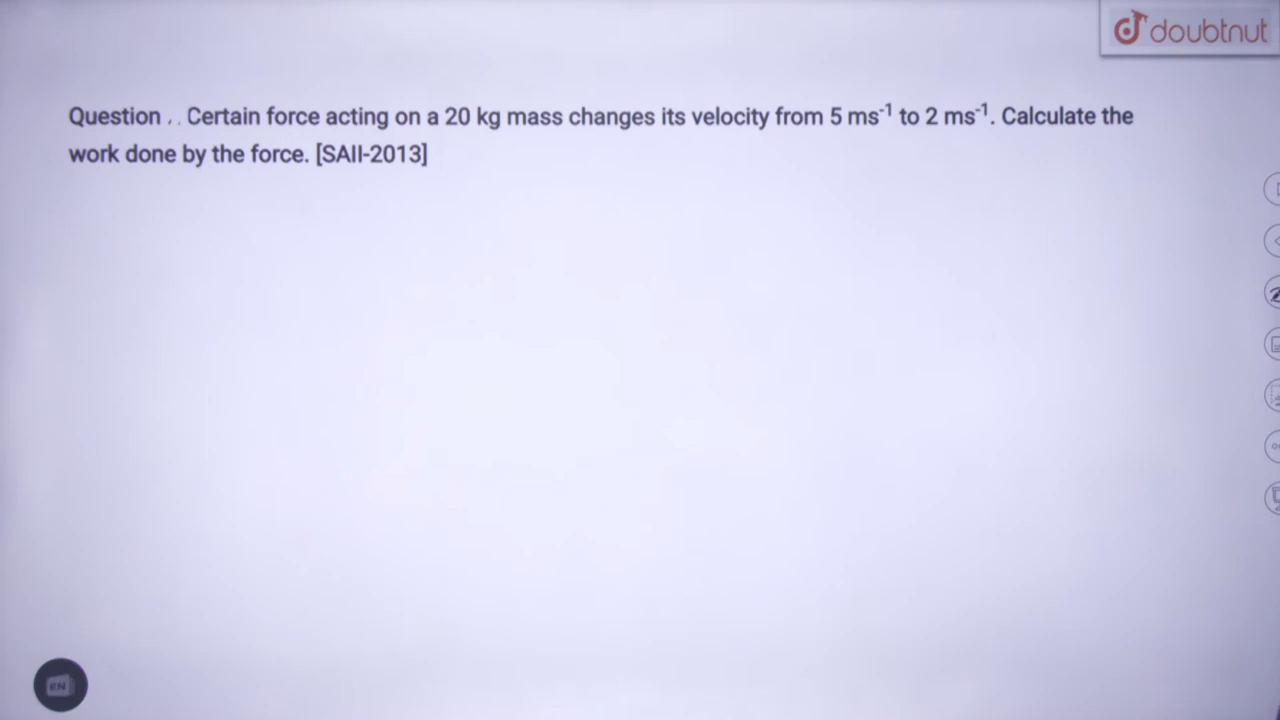 doubtnut
Question . . Certain force acting on a 20 kg mass changes its velocity from 5 ms⁻¹ to 2 ms⁻¹. Calculate the
work done by the force. [SAII-2013]
EN